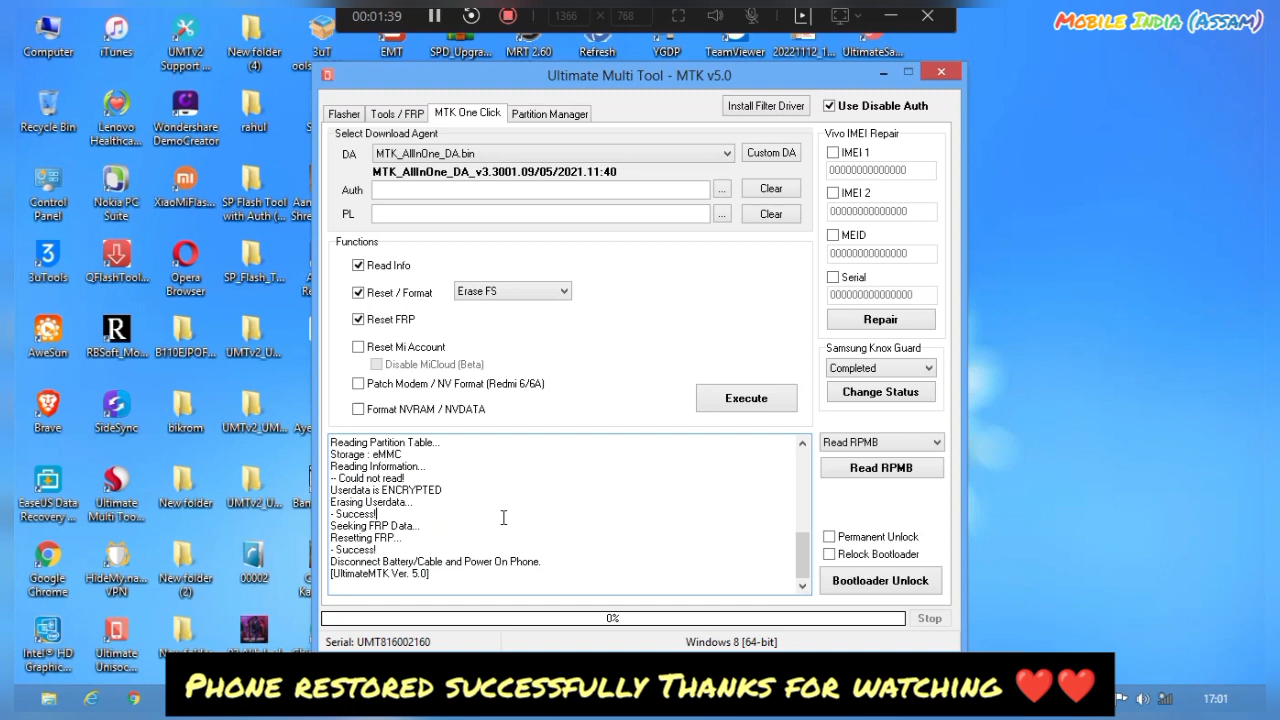 00:01:39
1366 × 768
Mobile India (Assam)
Computer
iTunes
UMTv2
Support ...
New folder
(4)
3uT
EMT
SPD_Upgra...
MRT 2.60
Refresh
YGDP
TeamViewer
20221112_1...
UltimateSa...
Ultimate Multi Tool - MTK v5.0
Recycle Bin
Lenovo
Healthca...
Wondershare
DemoCreator
rahul
Flasher
Tools / FRP
MTK One Click
Partition Manager
Install Filter Driver
Use Disable Auth
Select Download Agent
DA
MTK_AllInOne_DA.bin
Custom DA
MTK_AllInOne_DA_v3.3001.09/05/2021.11:40
Auth
...
Clear
PL
...
Clear
Vivo IMEI Repair
IMEI 1
00000000000000
IMEI 2
00000000000000
MEID
00000000000000
Serial
000000000000000
Repair
Control
Panel
Nokia PC
Suite
XiaoMiFlas...
SP Flash Tool
with Auth (...
Functions
Read Info
Reset / Format
Erase FS
Reset FRP
Reset Mi Account
Disable MiCloud (Beta)
Patch Modem / NV Format (Redmi 6/6A)
Format NVRAM / NVDATA
Execute
Samsung Knox Guard
Completed
Change Status
3uTools
QFlashTool...
Opera
Browser
SP_Flash_T...
AweSun
RBSoft_Mo...
B110EJPOF...
UMTv2_U...
Brave
SideSync
bikrom
UMTv2_UM...
Reading Partition Table...
Storage : eMMC
Reading Information...
-- Could not read!
Userdata is ENCRYPTED
Erasing Userdata...
- Success!
Seeking FRP Data...
Resetting FRP...
- Success!
Disconnect Battery/Cable and Power On Phone.
[UltimateMTK Ver. 5.0]
Read RPMB
Read RPMB
Permanent Unlock
Relock Bootloader
Bootloader Unlock
EaseUS Data
Recovery ...
Ultimate
Multi Too...
New folder
UMTv2_U...
Google
Chrome
HideMy.na...
VPN
New folder
(2)
00002
Intel® HD
Graphic...
Ultimate
Unisoc...
New folder
0%
Stop
Serial: UMT816002160
Windows 8 [64-bit]
Phone restored successfully Thanks for watching ❤️❤️
17:01